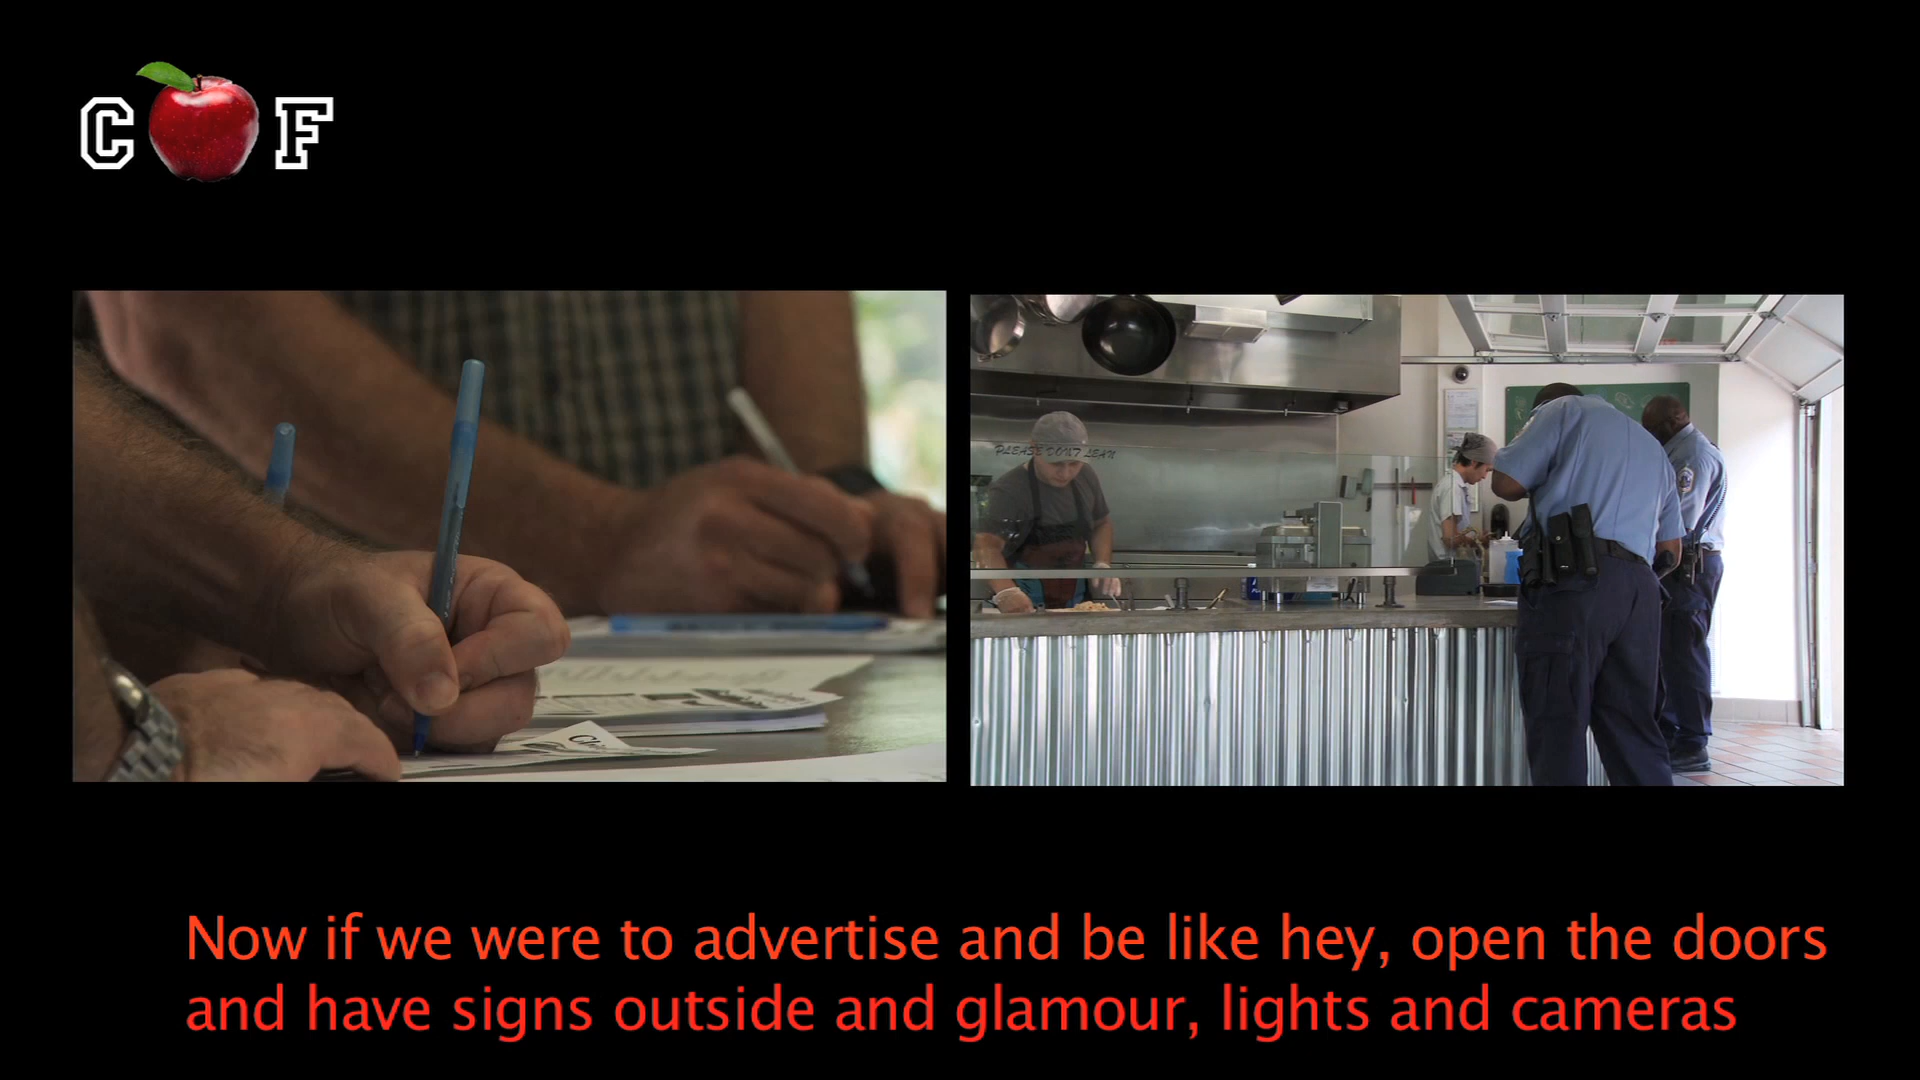 C F
PLEASE DON'T LEAN
Now if we were to advertise and be like hey, open the doors
and have signs outside and glamour, lights and cameras